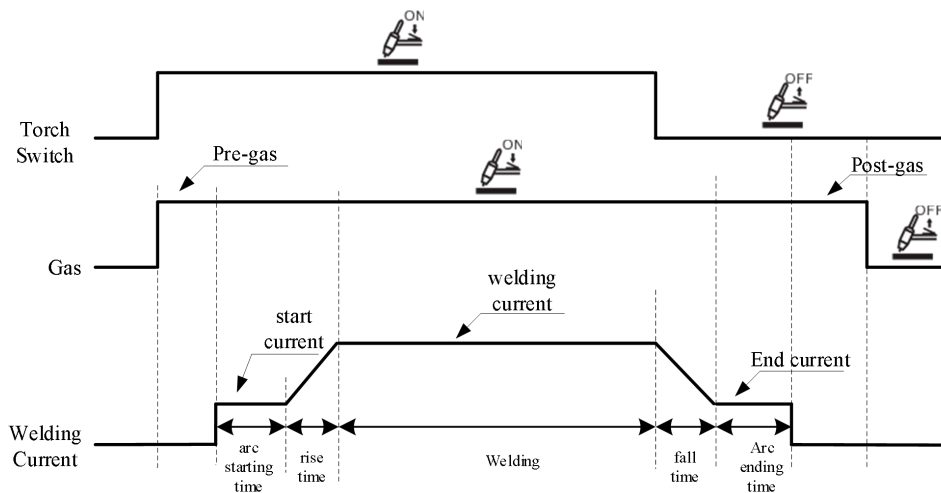 ON
OFF
Torch
Switch
Pre-gas
ON
Post-gas
OFF
Gas
welding
current
start
current
End current
Welding
Current
arc
starting
time
rise
time
Welding
fall
time
Arc
ending
time